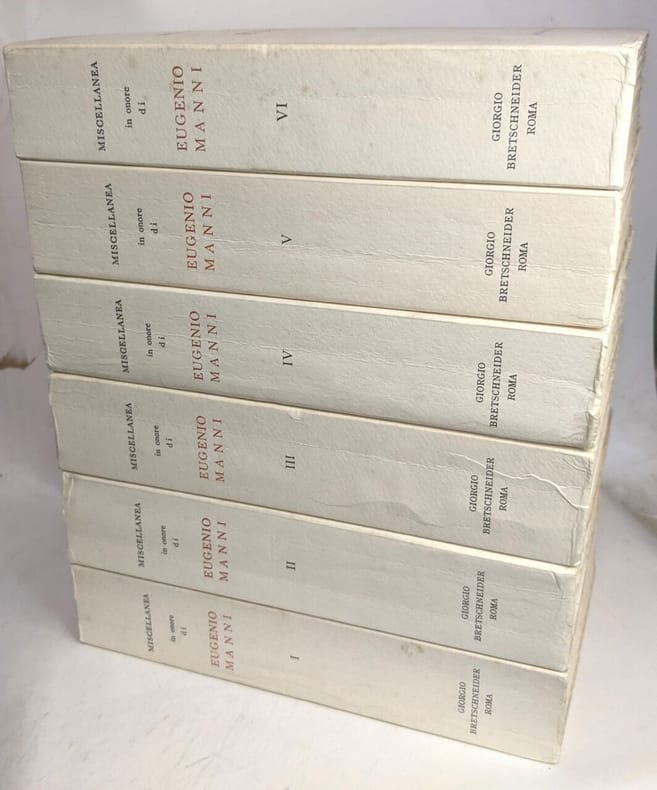 MISCELLANEA
in onore
di
EUGENIO
MANNI
VI
GIORGIO
BRETSCHNEIDER
ROMA
MISCELLANEA
in onore
di
EUGENIO
MANNI
V
GIORGIO
BRETSCHNEIDER
ROMA
MISCELLANEA
in onore
di
EUGENIO
MANNI
IV
GIORGIO
BRETSCHNEIDER
ROMA
MISCELLANEA
in onore
di
EUGENIO
MANNI
III
GIORGIO
BRETSCHNEIDER
ROMA
MISCELLANEA
in onore
di
EUGENIO
MANNI
II
GIORGIO
BRETSCHNEIDER
ROMA
MISCELLANEA
in onore
di
EUGENIO
MANNI
I
GIORGIO
BRETSCHNEIDER
ROMA